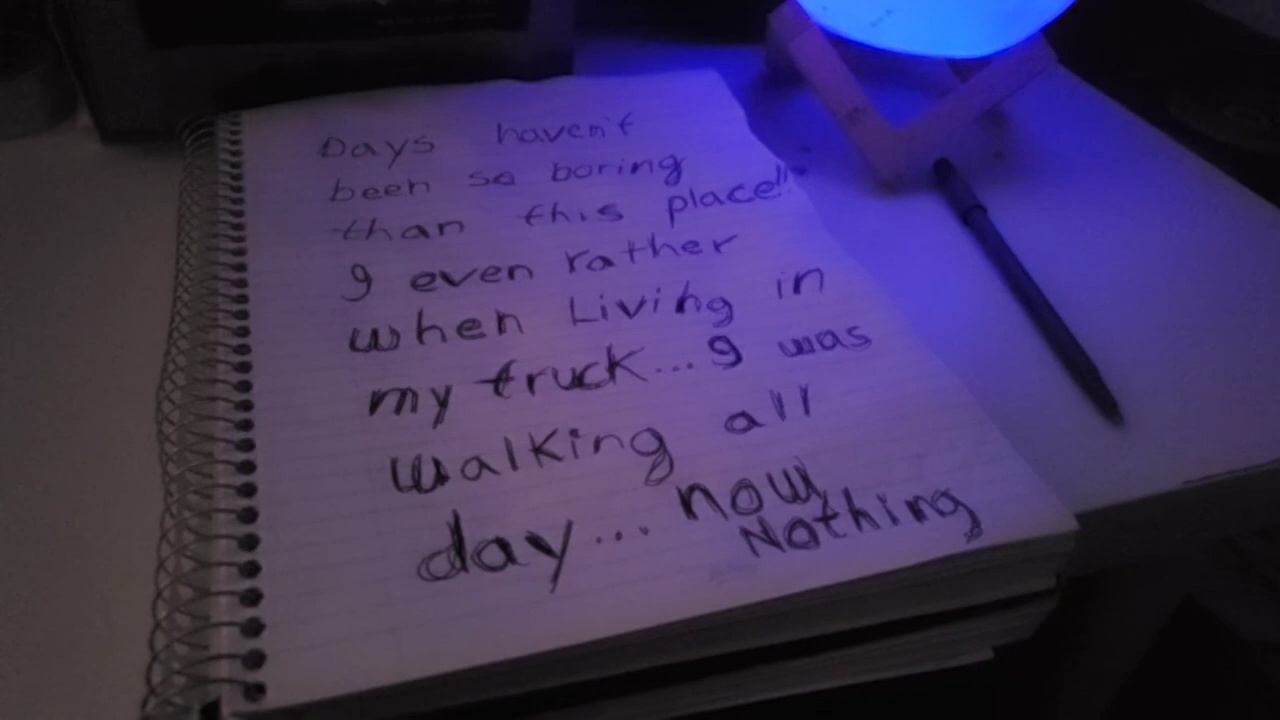 Days haven't
been so boring
than this place!!
I even rather
when Living in
my truck... I was
walking all
day... now
Nothing